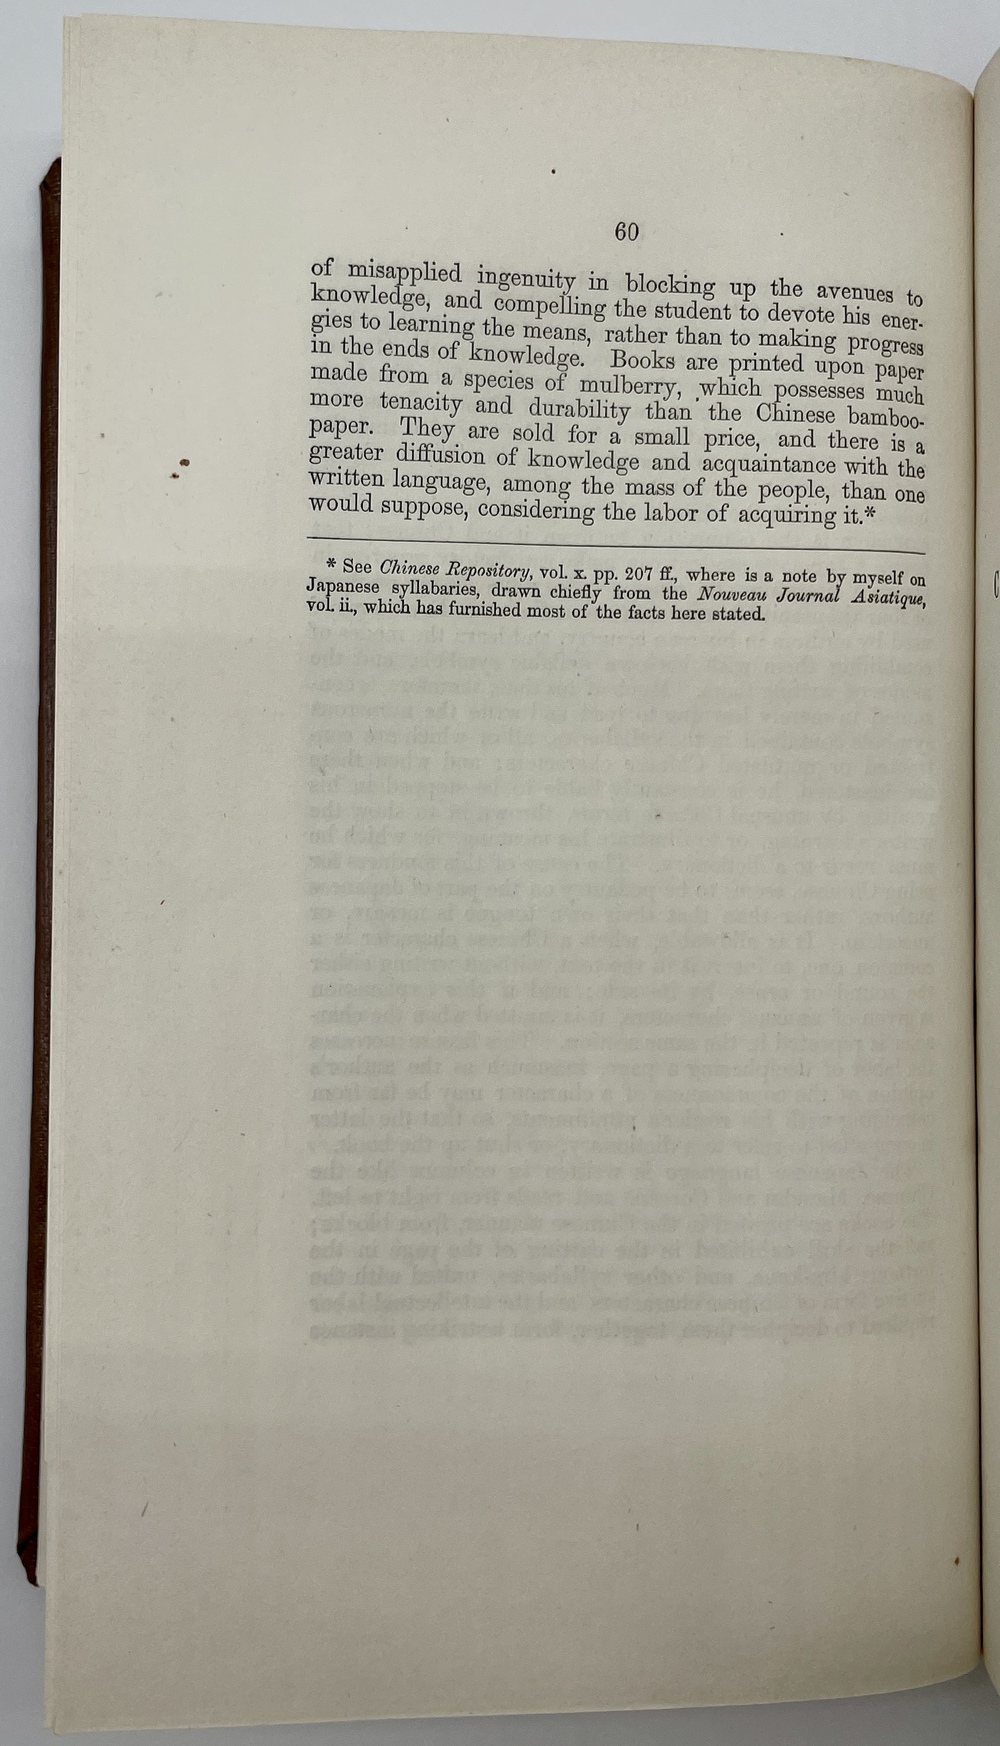 60
of misapplied ingenuity in blocking up the avenues to
knowledge, and compelling the student to devote his ener-
gies to learning the means, rather than to making progress
in the ends of knowledge. Books are printed upon paper
made from a species of mulberry, which possesses much
more tenacity and durability than the Chinese bamboo-
paper. They are sold for a small price, and there is a
greater diffusion of knowledge and acquaintance with the
written language, among the mass of the people, than one
would suppose, considering the labor of acquiring it.*
* See Chinese Repository, vol. x. pp. 207 ff., where is a note by myself on
Japanese syllabaries, drawn chiefly from the Nouveau Journal Asiatique,
vol. ii., which has furnished most of the facts here stated.